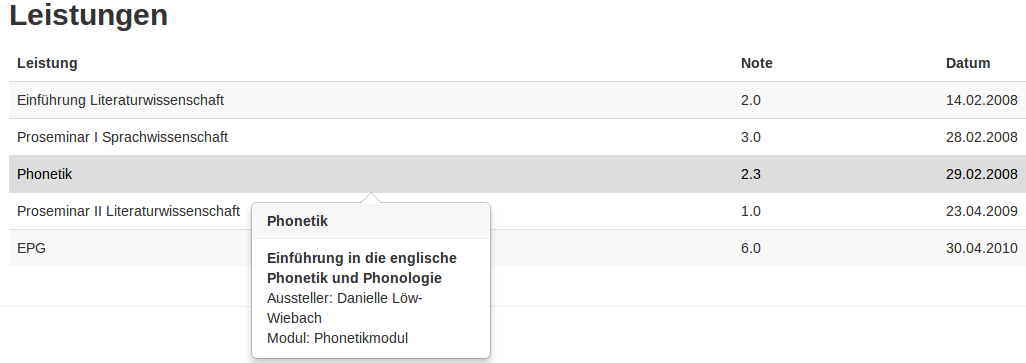 Leistungen
Leistung Note Datum
Einführung Literaturwissenschaft 2.0 14.02.2008
Proseminar I Sprachwissenschaft 3.0 28.02.2008
Phonetik 2.3 29.02.2008
Proseminar II Literaturwissenschaft 1.0 23.04.2009
EPG 6.0 30.04.2010
Phonetik
Einführung in die englische
Phonetik und Phonologie
Aussteller: Danielle Löw-
Wiebach
Modul: Phonetikmodul